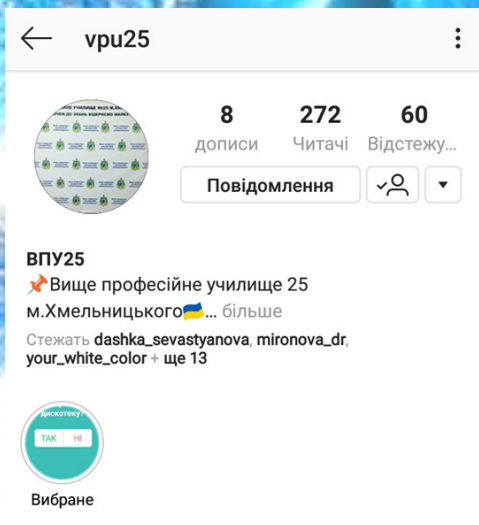 vpu25
8 272 60
дописи Читачі Відстежу...
Повідомлення
ВПУ25
📌Вище професійне училище 25
м.Хмельницького🇺🇦... більше
Стежать dashka_sevastyanova, mironova_dr,
your_white_color + ще 13
дискотеку?
ТАК НІ
Вибране